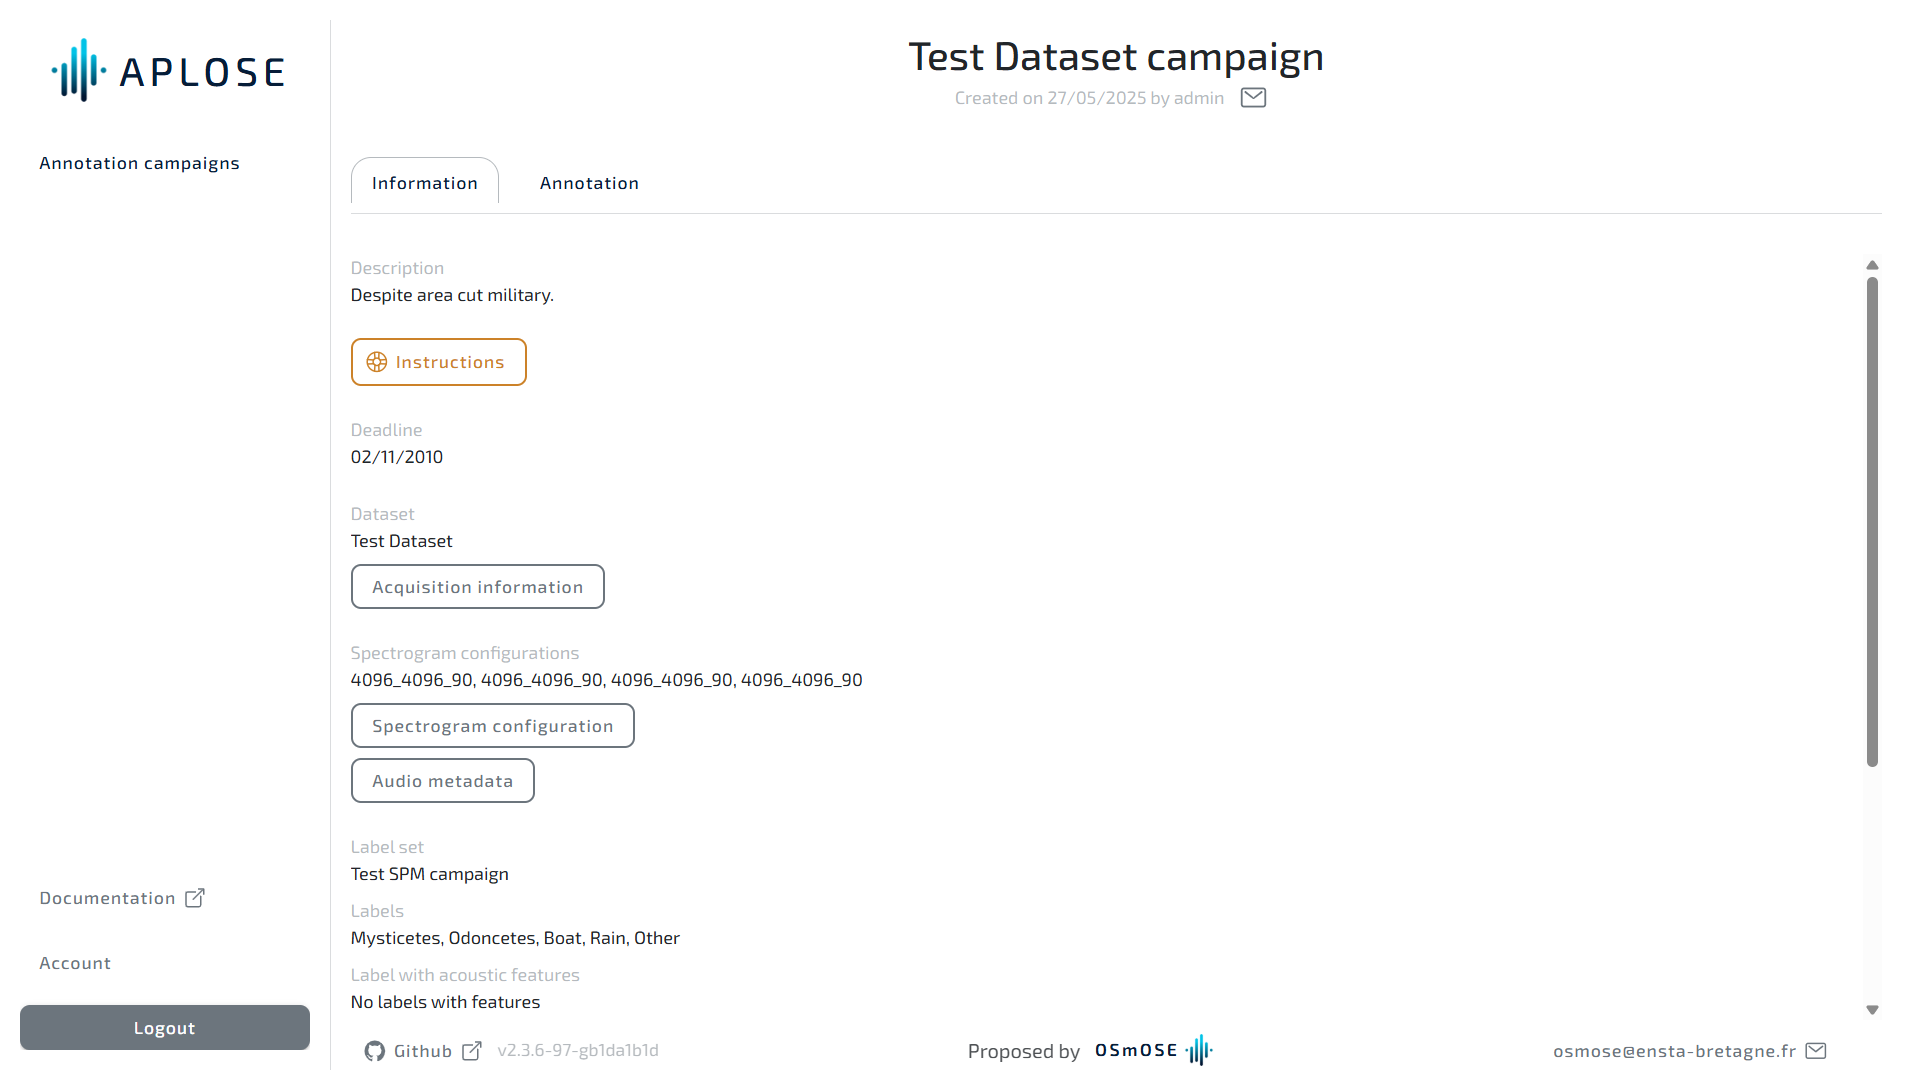 APLOSE
Annotation campaigns
Documentation
Account
Logout
Test Dataset campaign
Created on 27/05/2025 by admin
Information
Annotation
Description
Despite area cut military.
Instructions
Deadline
02/11/2010
Dataset
Test Dataset
Acquisition information
Spectrogram configurations
4096_4096_90, 4096_4096_90, 4096_4096_90, 4096_4096_90
Spectrogram configuration
Audio metadata
Label set
Test SPM campaign
Labels
Mysticetes, Odoncetes, Boat, Rain, Other
Label with acoustic features
No labels with features
Github v2.3.6-97-gb1da1b1d
Proposed by OSmOSE
osmose@ensta-bretagne.fr